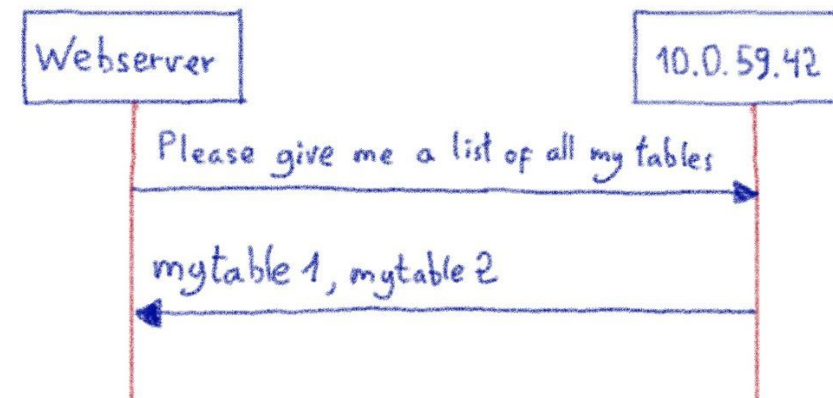 Webserver
10.0.59.42
Please give me a list of all my tables
mytable 1, mytable 2